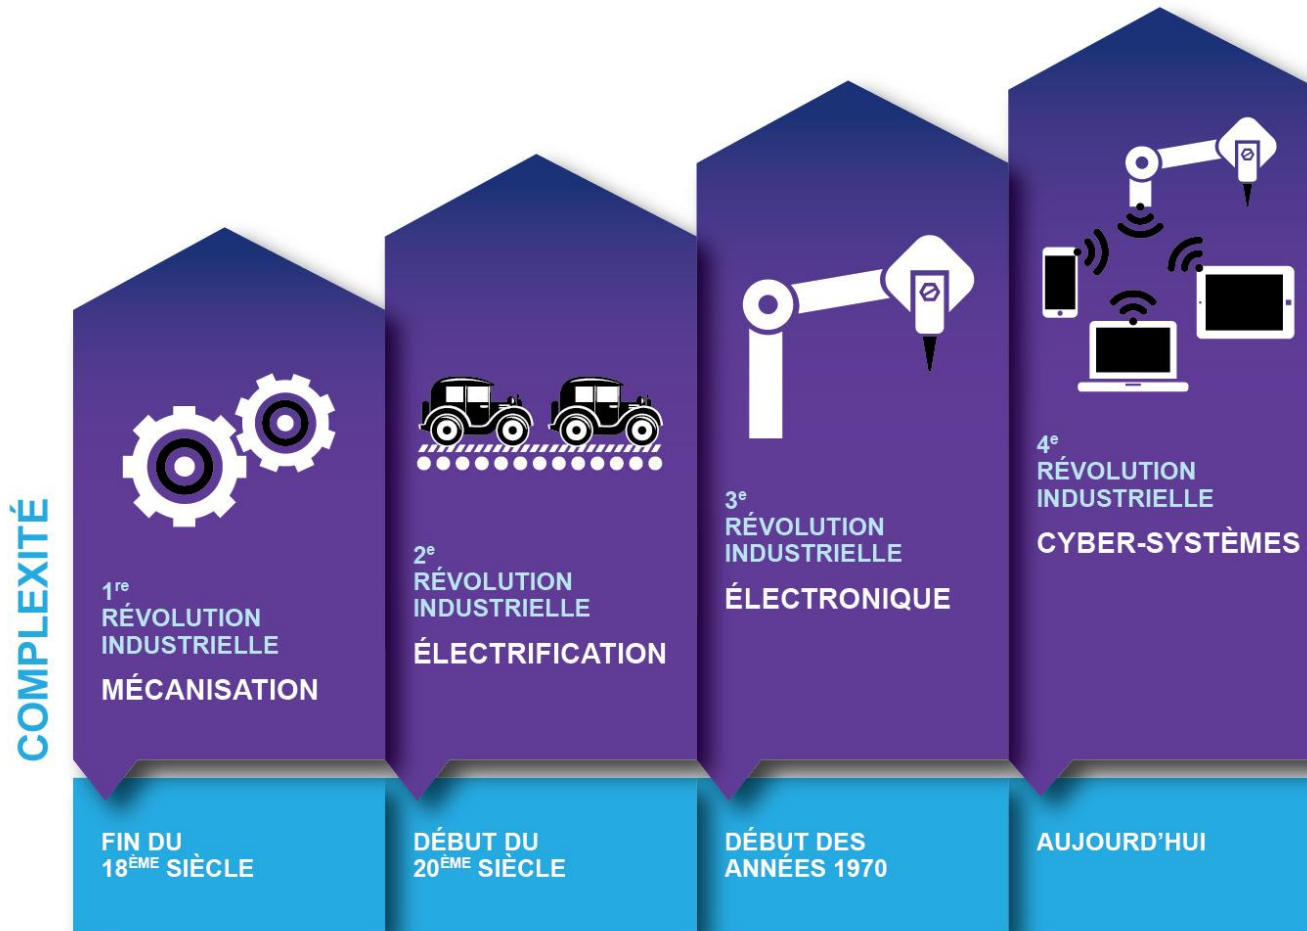 COMPLEXITÉ
1re
RÉVOLUTION
INDUSTRIELLE
MÉCANISATION
FIN DU
18ÈME SIÈCLE
2e
RÉVOLUTION
INDUSTRIELLE
ÉLECTRIFICATION
DÉBUT DU
20ÈME SIÈCLE
3e
RÉVOLUTION
INDUSTRIELLE
ÉLECTRONIQUE
DÉBUT DES
ANNÉES 1970
4e
RÉVOLUTION
INDUSTRIELLE
CYBER-SYSTÈMES
AUJOURD’HUI